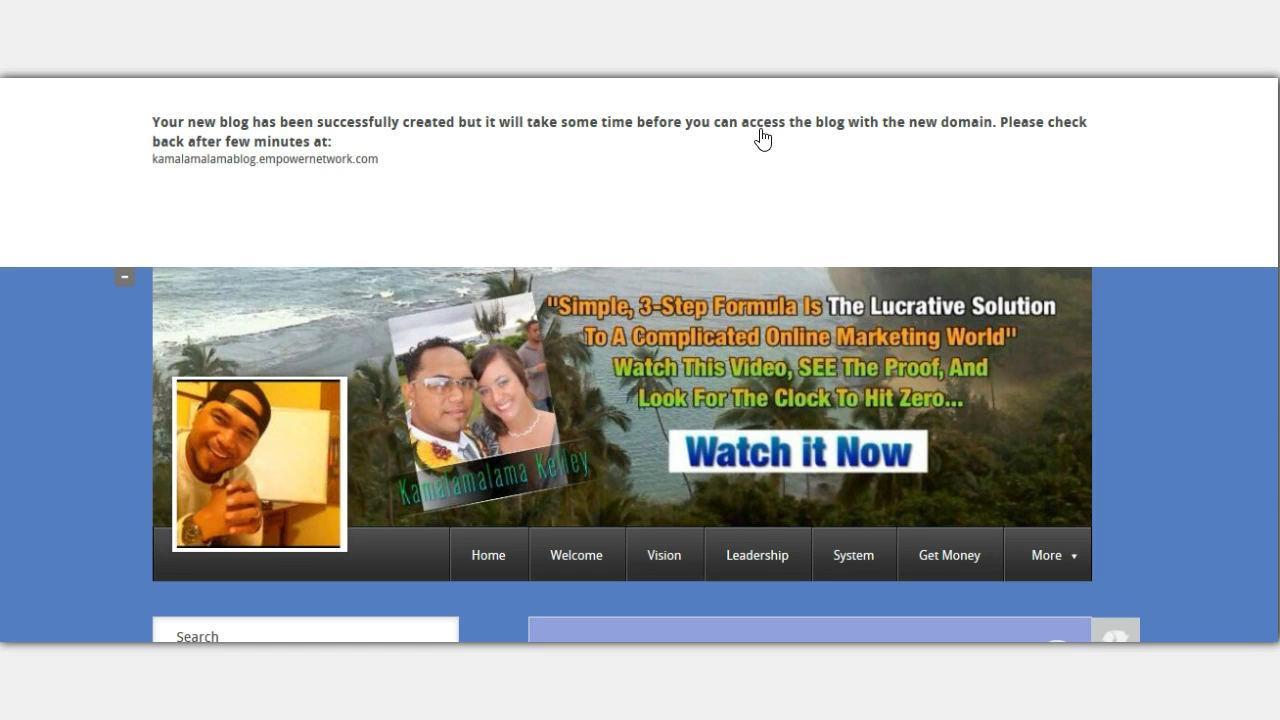 Your new blog has been successfully created but it will take some time before you can access the blog with the new domain. Please check
back after few minutes at:
kamalamalamablog.empowernetwork.com
"Simple, 3-Step Formula Is The Lucrative Solution
To A Complicated Online Marketing World"
Watch This Video, SEE The Proof, And
Look For The Clock To Hit Zero...
Watch it Now
Kamalamalama Kelley
Home Welcome Vision Leadership System Get Money More
Search